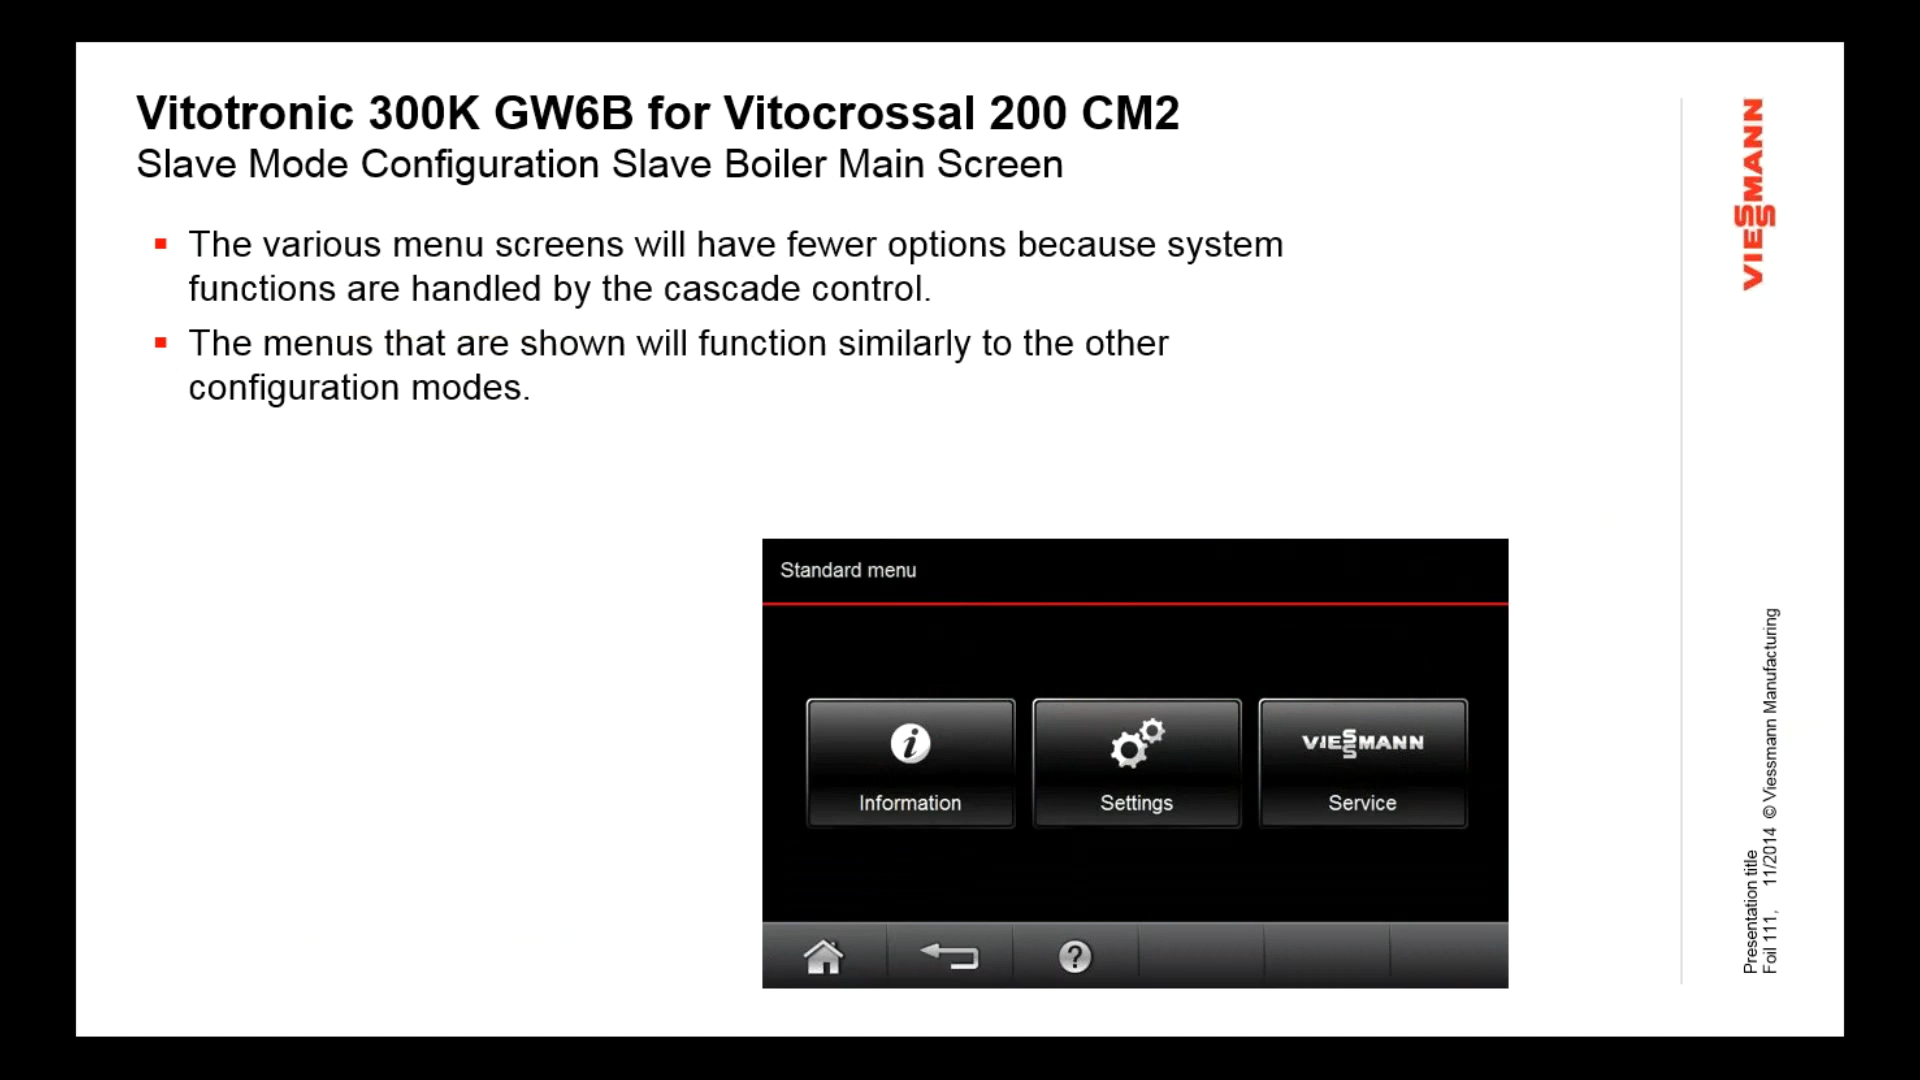 Vitotronic 300K GW6B for Vitocrossal 200 CM2
Slave Mode Configuration Slave Boiler Main Screen
The various menu screens will have fewer options because system
functions are handled by the cascade control.
The menus that are shown will function similarly to the other
configuration modes.
Standard menu
Information
Settings
VIESSMANN
Service
VIESSMANN
Presentation title
Foil 111, 11/2014 © Viessmann Manufacturing